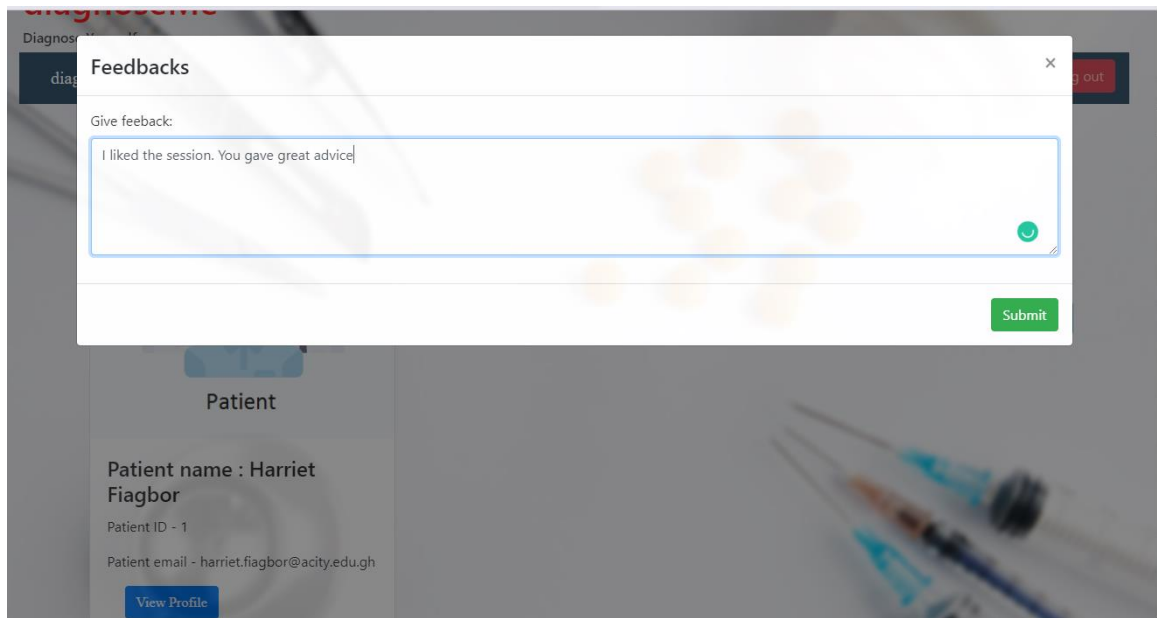 diagnoseMe
Feedbacks
×
Give feeback:
I liked the session. You gave great advice
Submit
Patient
Patient name : Harriet
Fiagbor
Patient ID - 1
Patient email - harriet.fiagbor@acity.edu.gh
View Profile